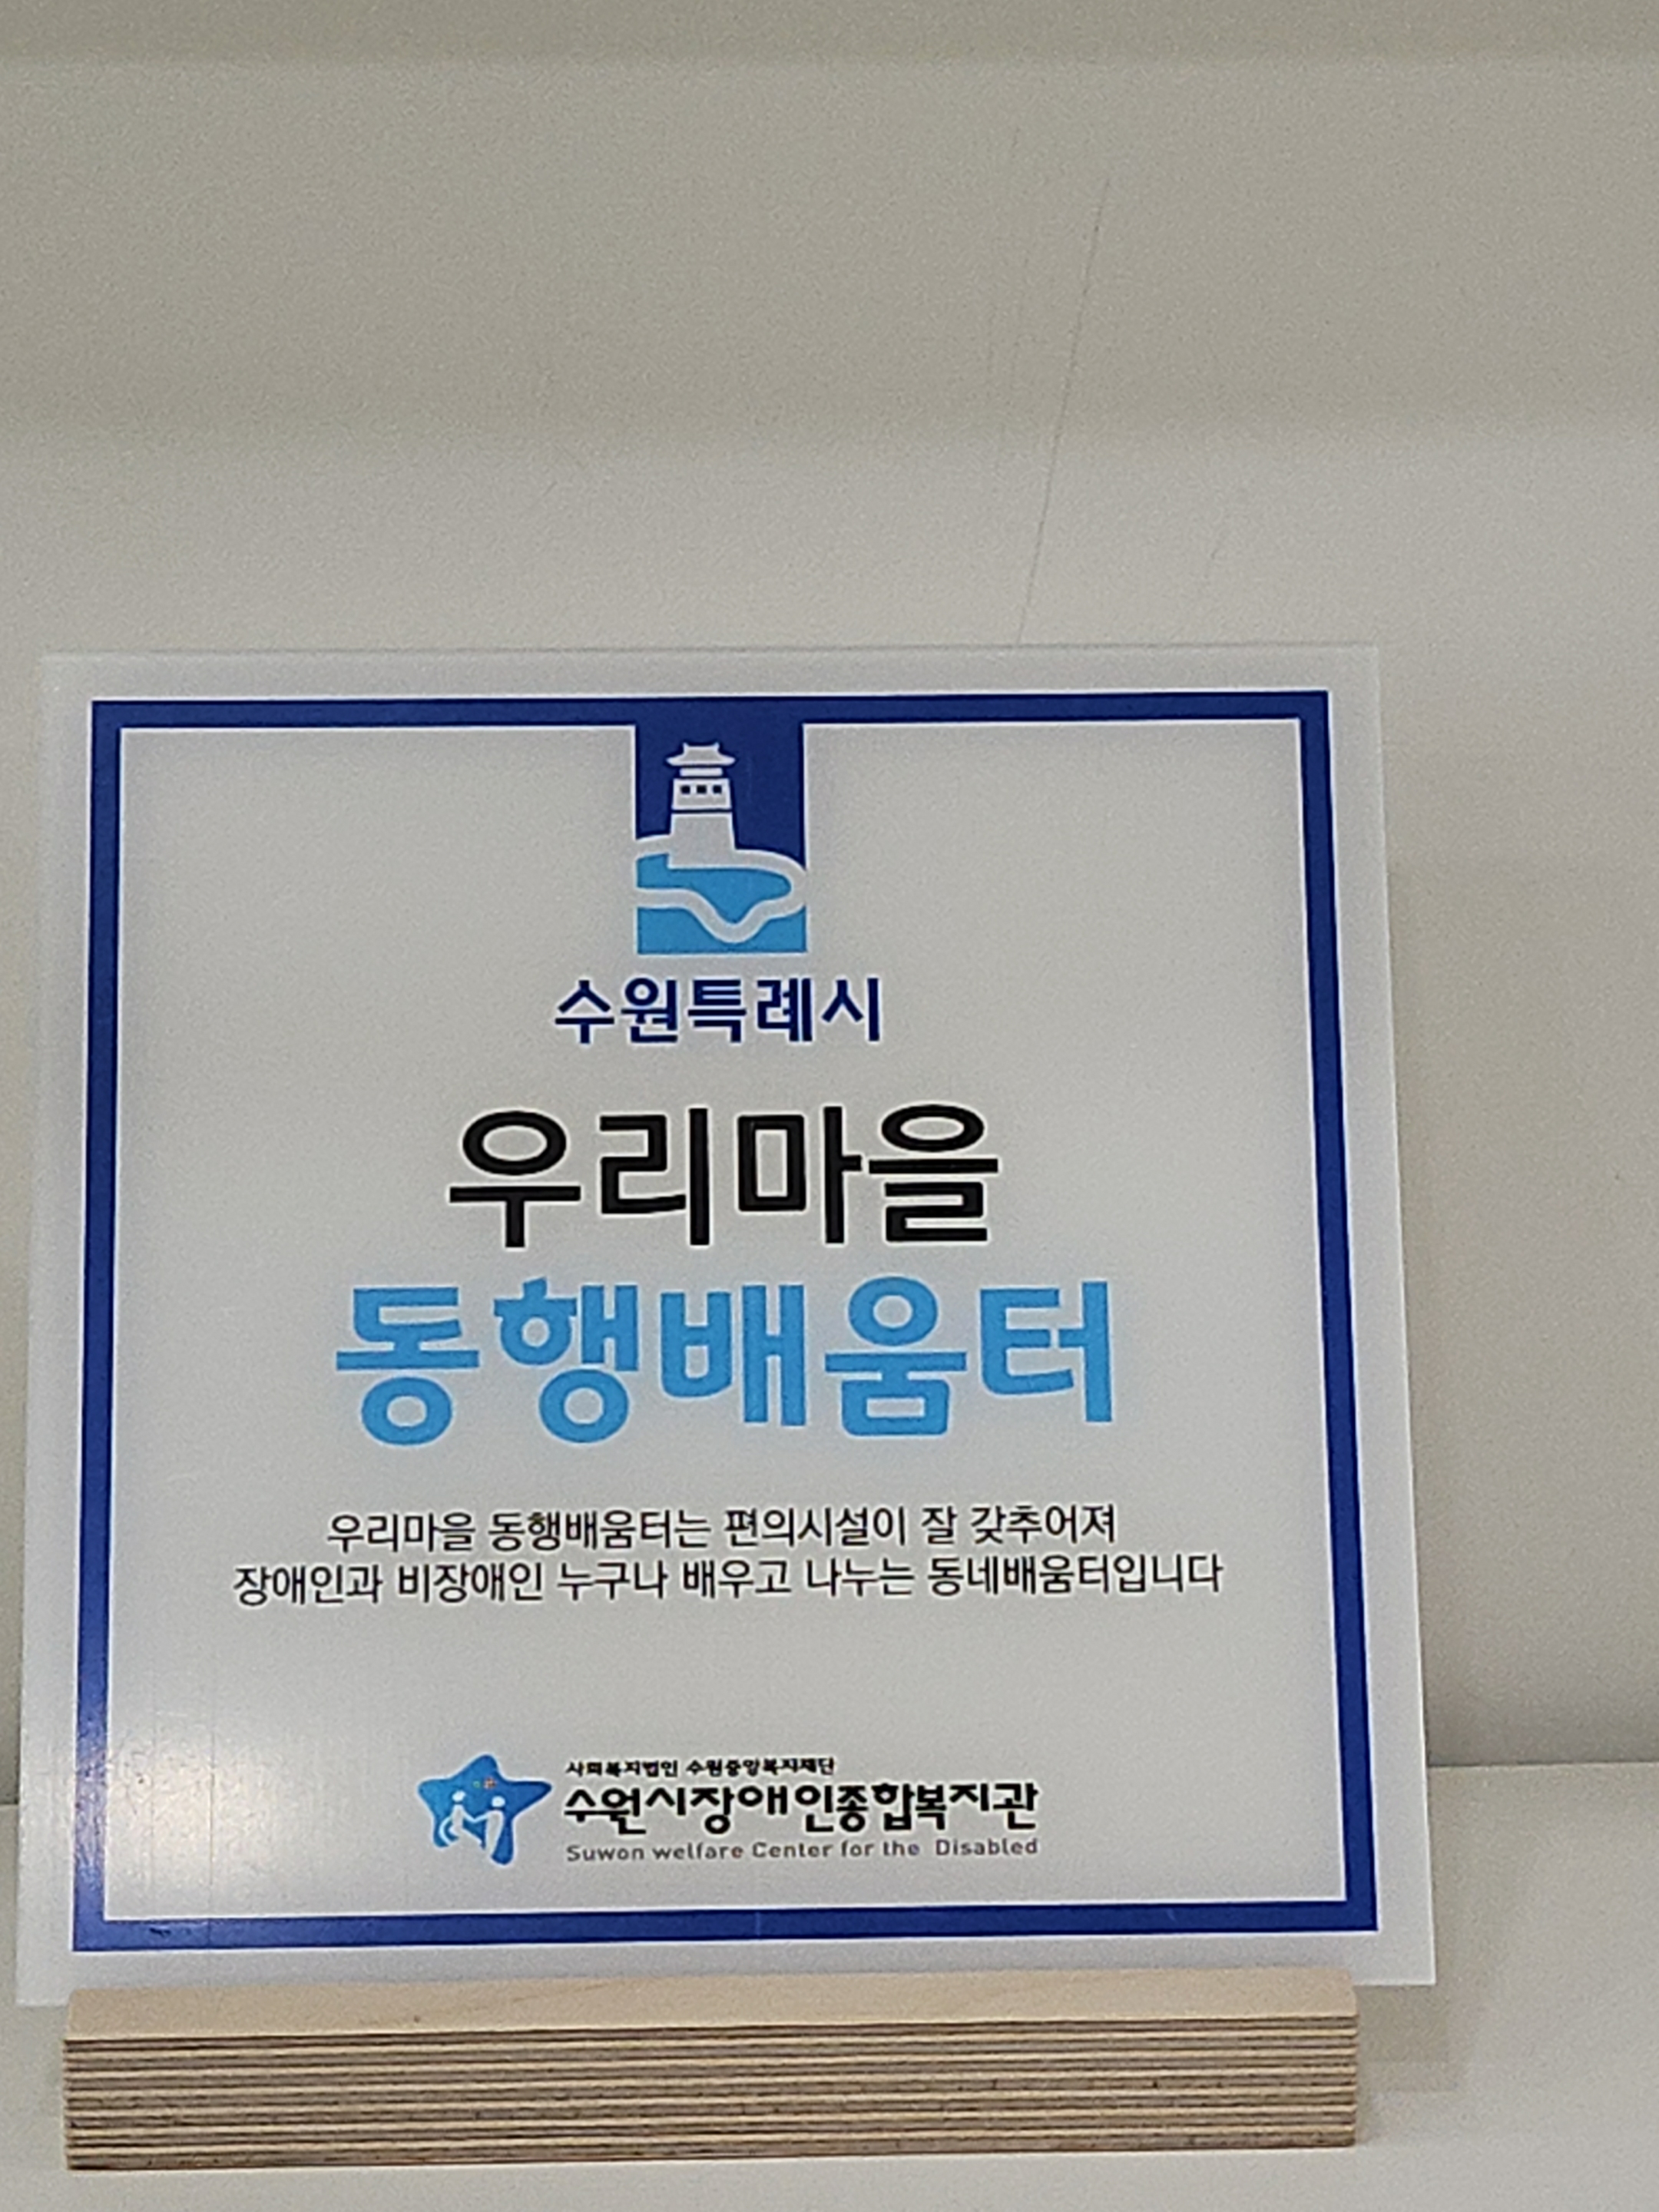 수원특례시
우리마을
동행배움터
우리마을 동행배움터는 편의시설이 잘 갖추어져
장애인과 비장애인 누구나 배우고 나누는 동네배움터입니다
사회복지법인 수원중앙복지재단
수원시장애인종합복지관
Suwon welfare Center for the Disabled